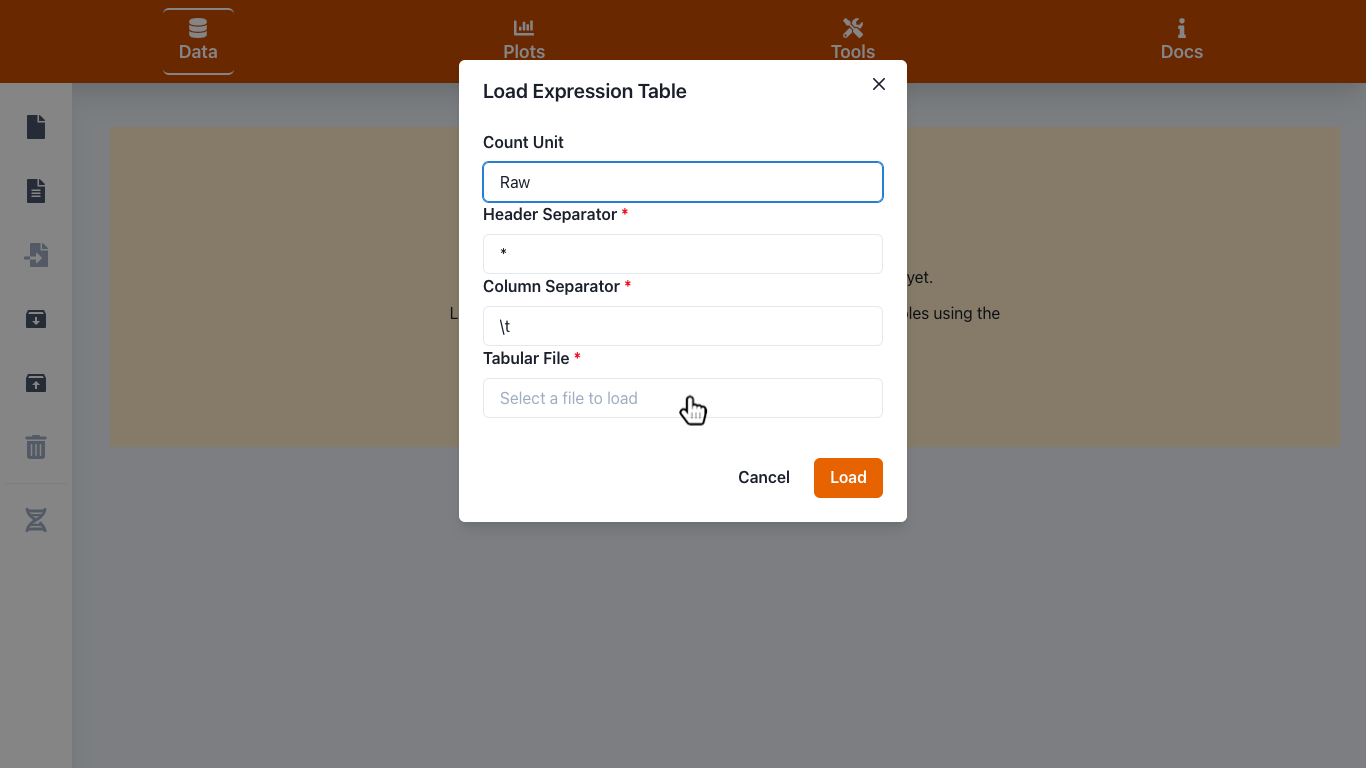 Data
Plots
Tools
Docs
Load Expression Table
Count Unit
Raw
Header Separator *
*
yet.
Column Separator *
L
les using the
\t
Tabular File *
Select a file to load
Cancel
Load